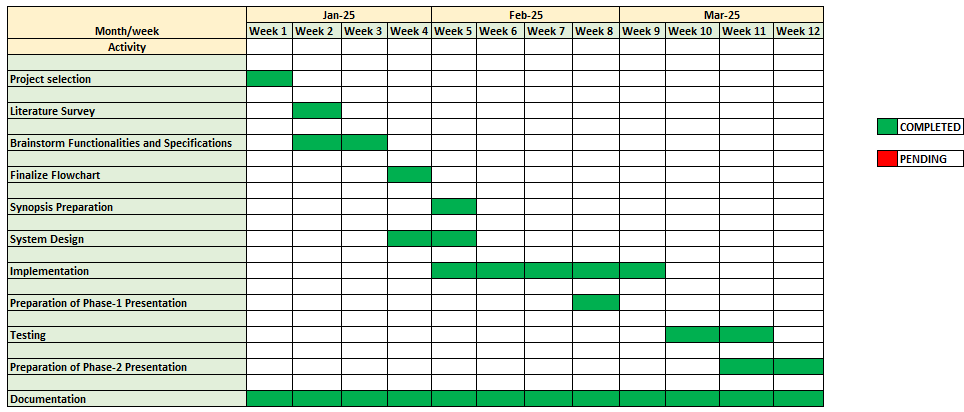 Jan-25 Feb-25 Mar-25
Month/week Week 1 Week 2 Week 3 Week 4 Week 5 Week 6 Week 7 Week 8 Week 9 Week 10 Week 11 Week 12
Activity
Project selection
Literature Survey
COMPLETED
Brainstorm Functionalities and Specifications
PENDING
Finalize Flowchart
Synopsis Preparation
System Design
Implementation
Preparation of Phase-1 Presentation
Testing
Preparation of Phase-2 Presentation
Documentation